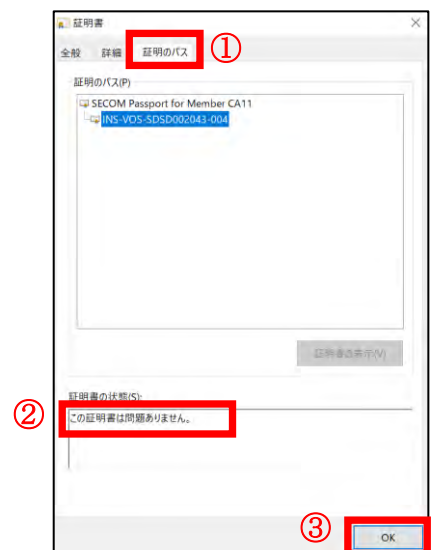 証明書
全般 詳細 証明のパス ①
証明のパス(P)
SECOM Passport for Member CA11
INS-VOS-SDSD002043-004
証明書の表示(V)
証明書の状態(S):
② この証明書は問題ありません。
③ OK